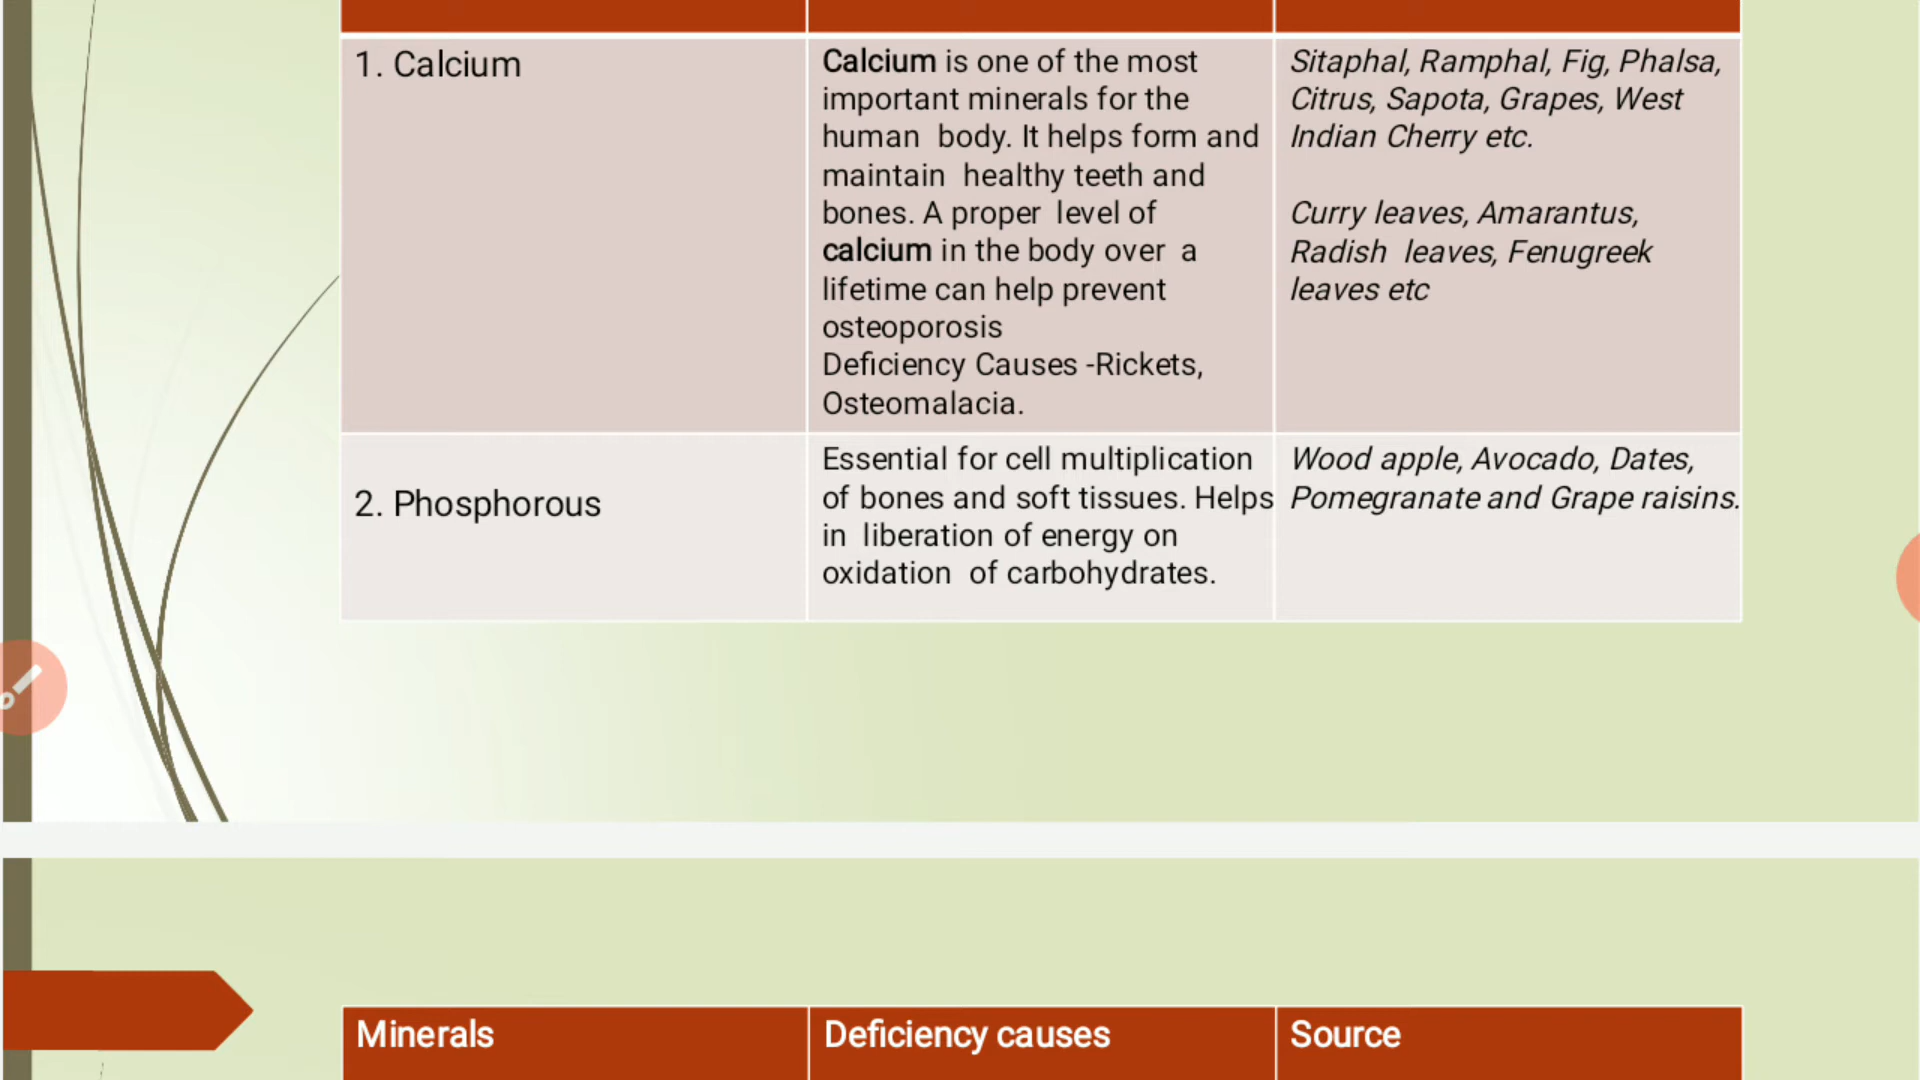 1. Calcium
Calcium is one of the most
important minerals for the
human body. It helps form and
maintain healthy teeth and
bones. A proper level of
calcium in the body over a
lifetime can help prevent
osteoporosis
Deficiency Causes -Rickets,
Osteomalacia.
Sitaphal, Ramphal, Fig, Phalsa,
Citrus, Sapota, Grapes, West
Indian Cherry etc.
Curry leaves, Amarantus,
Radish leaves, Fenugreek
leaves etc
2. Phosphorous
Essential for cell multiplication
of bones and soft tissues. Helps
in liberation of energy on
oxidation of carbohydrates.
Wood apple, Avocado, Dates,
Pomegranate and Grape raisins.
Minerals
Deficiency causes
Source